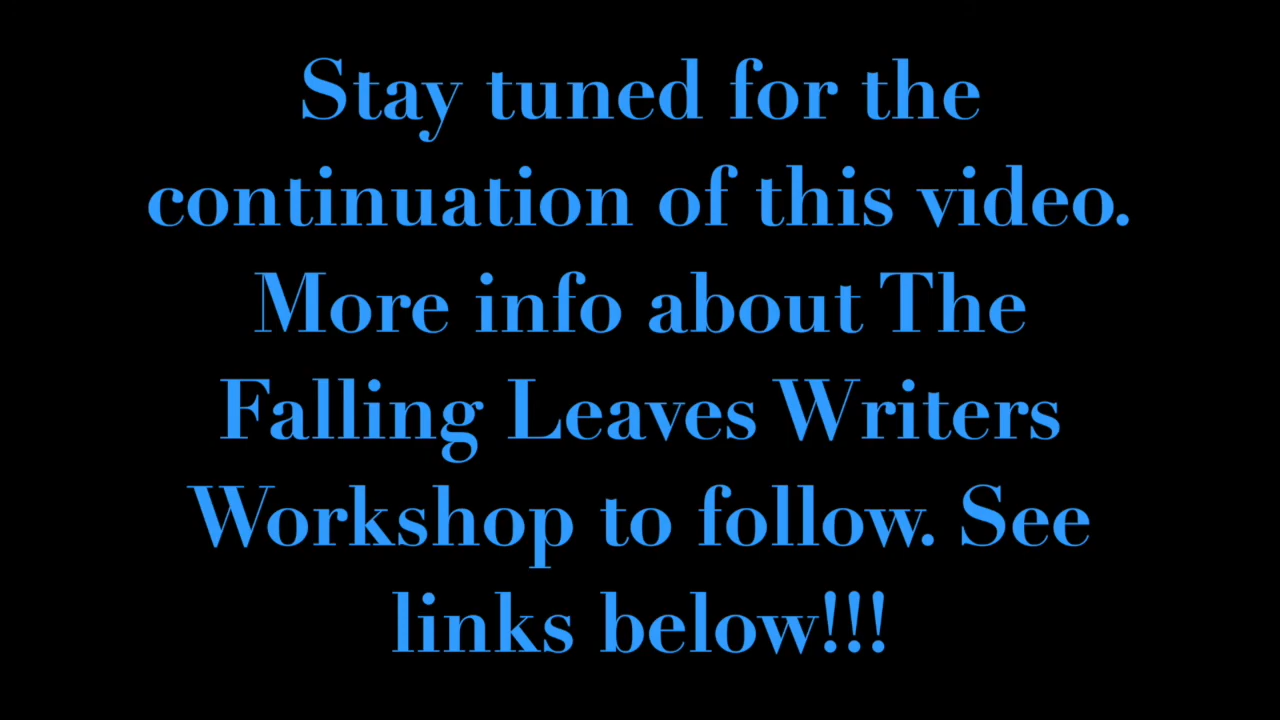 Stay tuned for the
continuation of this video.
More info about The
Falling Leaves Writers
Workshop to follow. See
links below!!!